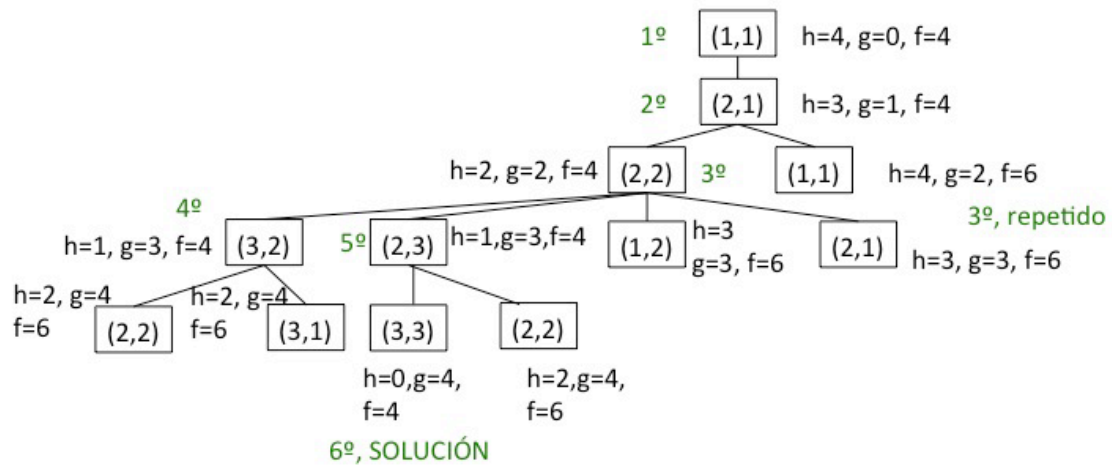 1º (1,1) h=4, g=0, f=4
2º (2,1) h=3, g=1, f=4
h=2, g=2, f=4 (2,2) 3º (1,1) h=4, g=2, f=6
3º, repetido
4º
h=1, g=3, f=4 (3,2) 5º (2,3) h=1,g=3,f=4 (1,2) h=3
g=3, f=6
(2,1) h=3, g=3, f=6
h=2, g=4
f=6
(2,2)
h=2, g=4
f=6
(3,1)
(3,3)
(2,2)
h=0,g=4,
f=4
h=2,g=4,
f=6
6º, SOLUCIÓN